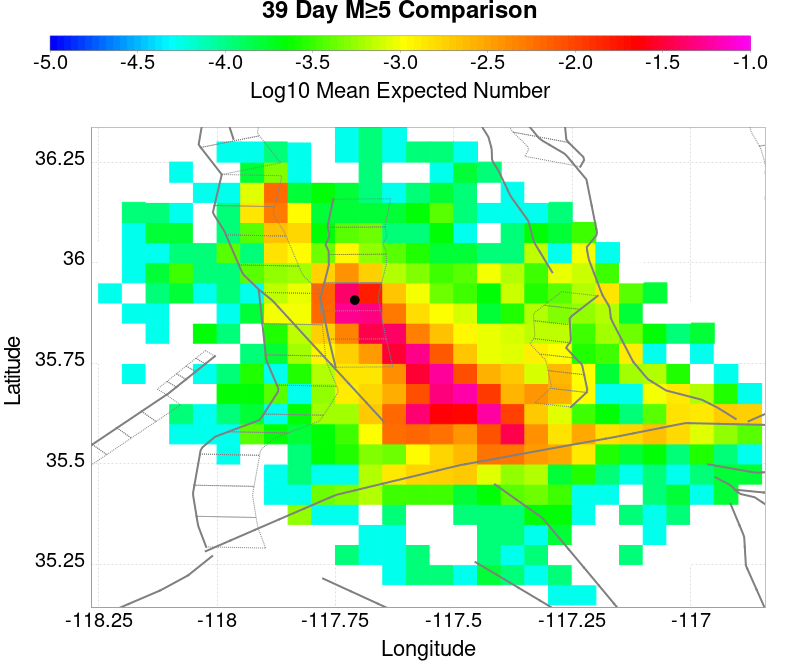 39 Day M≥5 Comparison
-5.0 -4.5 -4.0 -3.5 -3.0 -2.5 -2.0 -1.5 -1.0
Log10 Mean Expected Number
36.25
36
35.75
35.5
35.25
Latitude
-118.25 -118 -117.75 -117.5 -117.25 -117
Longitude